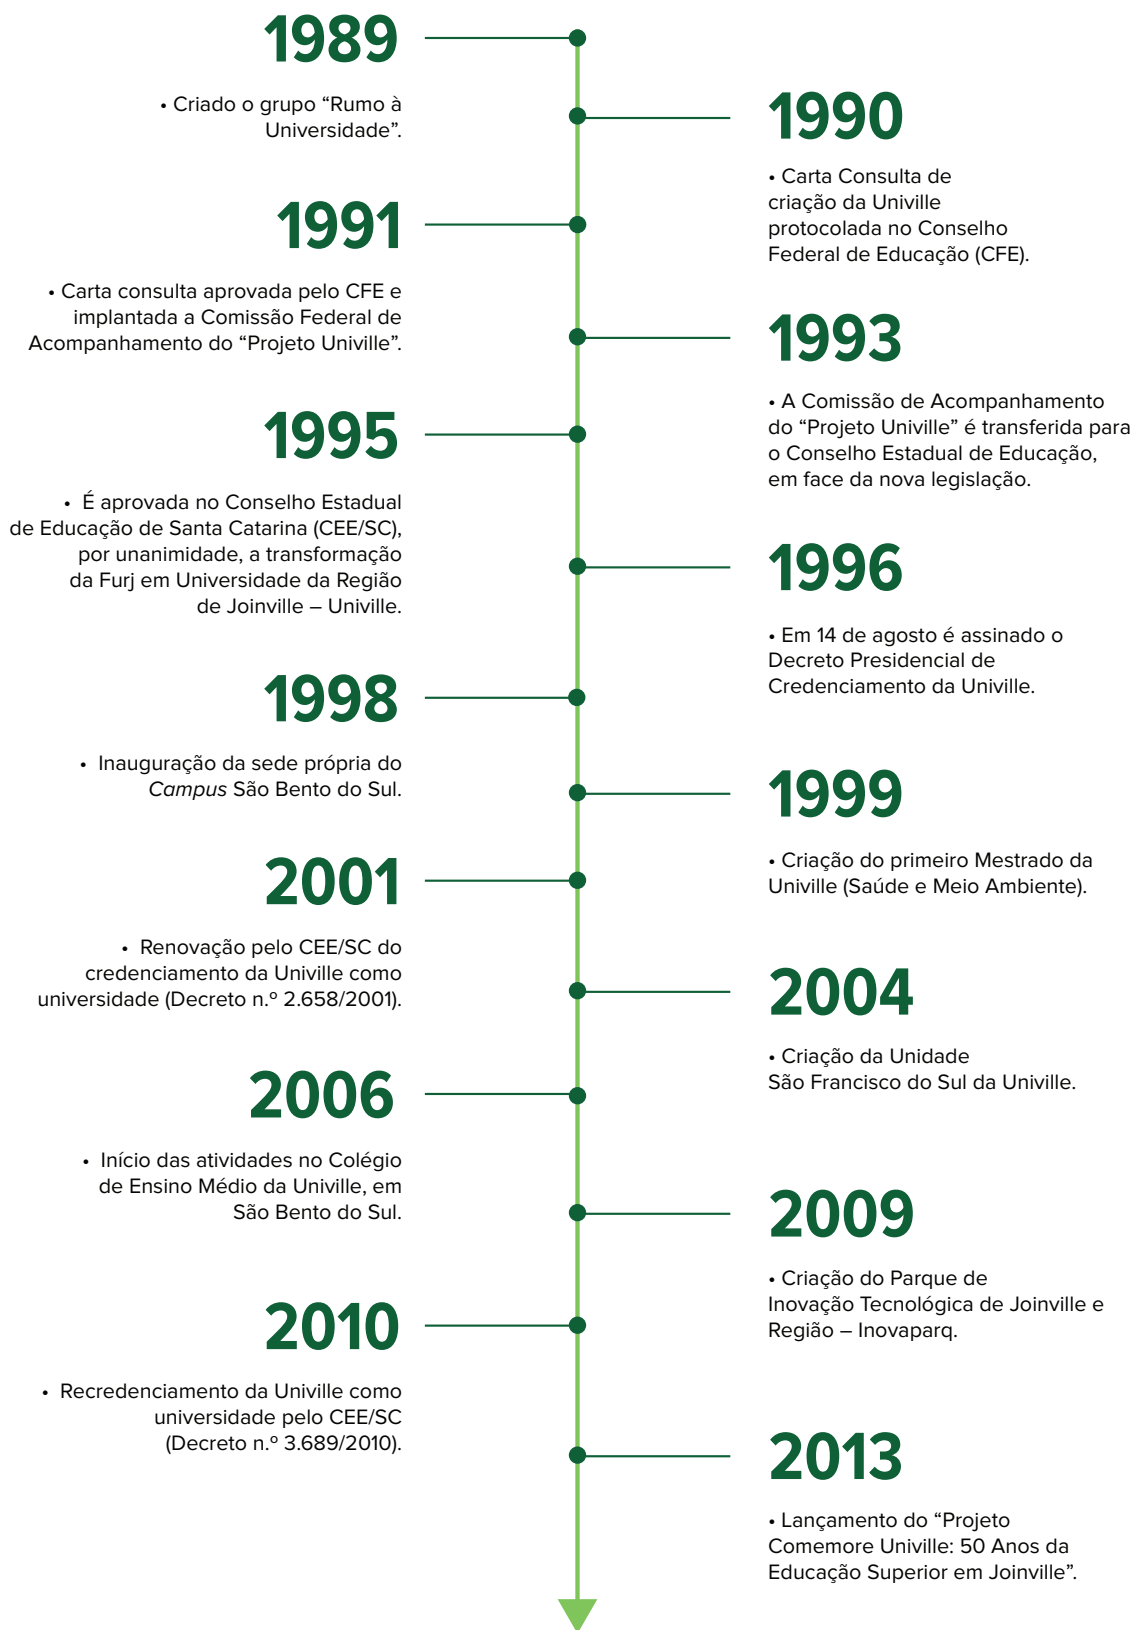 1989
• Criado o grupo “Rumo à
Universidade”.
1990
• Carta Consulta de
criação da Univille
protocolada no Conselho
Federal de Educação (CFE).
1991
• Carta consulta aprovada pelo CFE e
implantada a Comissão Federal de
Acompanhamento do “Projeto Univille”.
1993
• A Comissão de Acompanhamento
do “Projeto Univille” é transferida para
o Conselho Estadual de Educação,
em face da nova legislação.
1995
• É aprovada no Conselho Estadual
de Educação de Santa Catarina (CEE/SC),
por unanimidade, a transformação
da Furj em Universidade da Região
de Joinville – Univille.
1996
• Em 14 de agosto é assinado o
Decreto Presidencial de
Credenciamento da Univille.
1998
• Inauguração da sede própria do
Campus São Bento do Sul.
1999
• Criação do primeiro Mestrado da
Univille (Saúde e Meio Ambiente).
2001
• Renovação pelo CEE/SC do
credenciamento da Univille como
universidade (Decreto n.º 2.658/2001).
2004
• Criação da Unidade
São Francisco do Sul da Univille.
2006
• Início das atividades no Colégio
de Ensino Médio da Univille, em
São Bento do Sul.
2009
• Criação do Parque de
Inovação Tecnológica de Joinville e
Região – Inovaparq.
2010
• Recredenciamento da Univille como
universidade pelo CEE/SC
(Decreto n.º 3.689/2010).
2013
• Lançamento do “Projeto
Comemore Univille: 50 Anos da
Educação Superior em Joinville”.